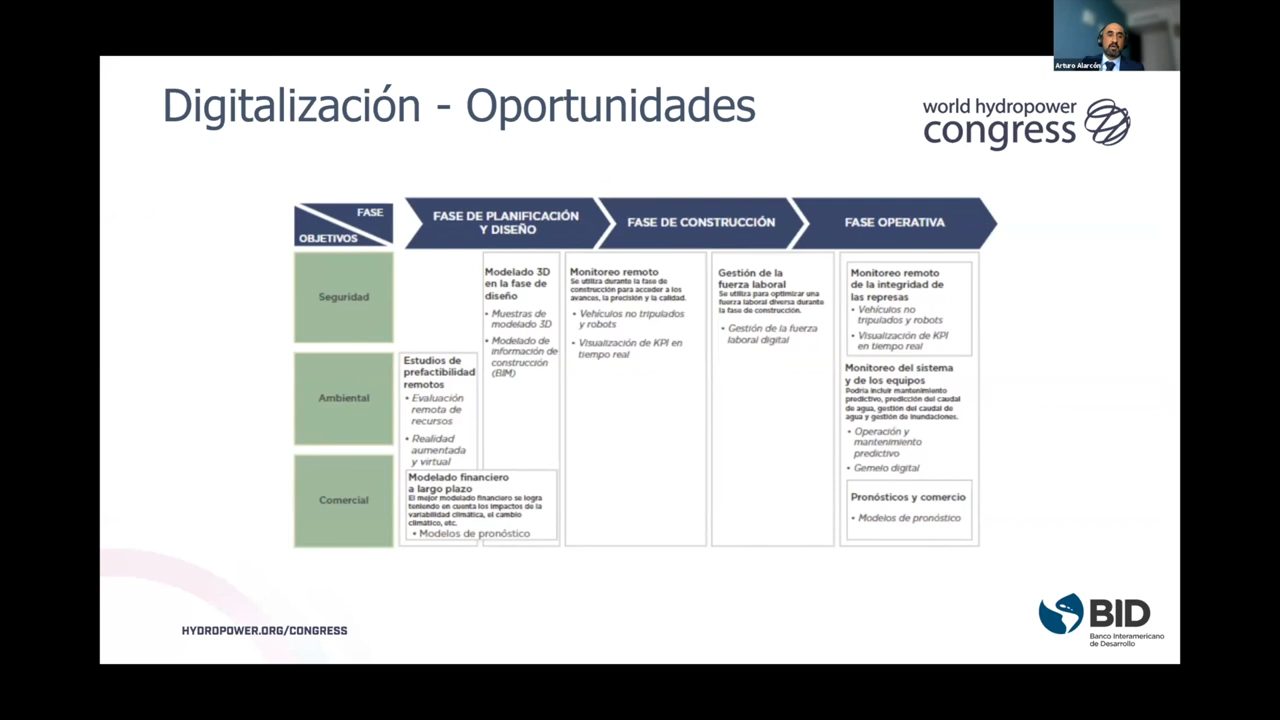 Arturo Alarcón
Digitalización - Oportunidades
world hydropower
congress
FASE
OBJETIVOS
FASE DE PLANIFICACIÓN
Y DISEÑO
FASE DE CONSTRUCCIÓN
FASE OPERATIVA
Seguridad
Ambiental
Comercial
Estudios de
prefactibilidad
remotos
• Evaluación
remota de
recursos
• Realidad
aumentada
y virtual
Modelado 3D
en la fase de
diseño
• Muestras de
modelado 3D
• Modelado de
información de
construcción
(BIM)
Modelado financiero
a largo plazo
El mejor modelado financiero se logra
teniendo en cuenta los impactos de la
variabilidad climática, el cambio
climático, etc.
• Modelos de pronóstico
Monitoreo remoto
Se utiliza durante la fase de
construcción para acceder a los
avances, la precisión y la calidad.
• Vehículos no tripulados
y robots
• Visualización de KPI en
tiempo real
Gestión de la
fuerza laboral
Se utiliza para optimizar una
fuerza laboral diversa durante
la fase de construcción.
• Gestión de la fuerza
laboral digital
Monitoreo remoto
de la integridad de
las represas
• Vehículos no
tripulados y robots
• Visualización de KPI
en tiempo real
Monitoreo del sistema
y de los equipos
Podría incluir mantenimiento
predictivo, predicción del caudal
de agua, gestión del caudal de
agua y gestión de inundaciones.
• Operación y
mantenimiento
predictivo
• Gemelo digital
Pronósticos y comercio
• Modelos de pronóstico
HYDROPOWER.ORG/CONGRESS
BID
Banco Interamericano
de Desarrollo